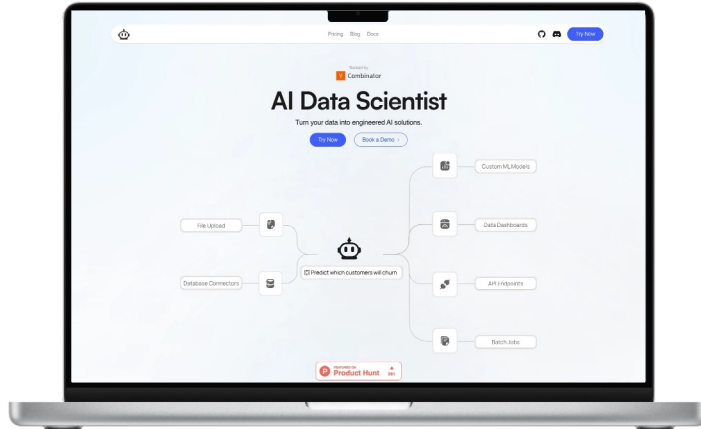 Pricing Blog Docs
Try Now
Backed by
Y Combinator
AI Data Scientist
Turn your data into engineered AI solutions.
Try Now
Book a Demo ›
Custom ML Models
File Upload
Data Dashboards
Predict which customers will churn
Database Connectors
API Endpoints
Batch Jobs
P
FEATURED ON
Product Hunt